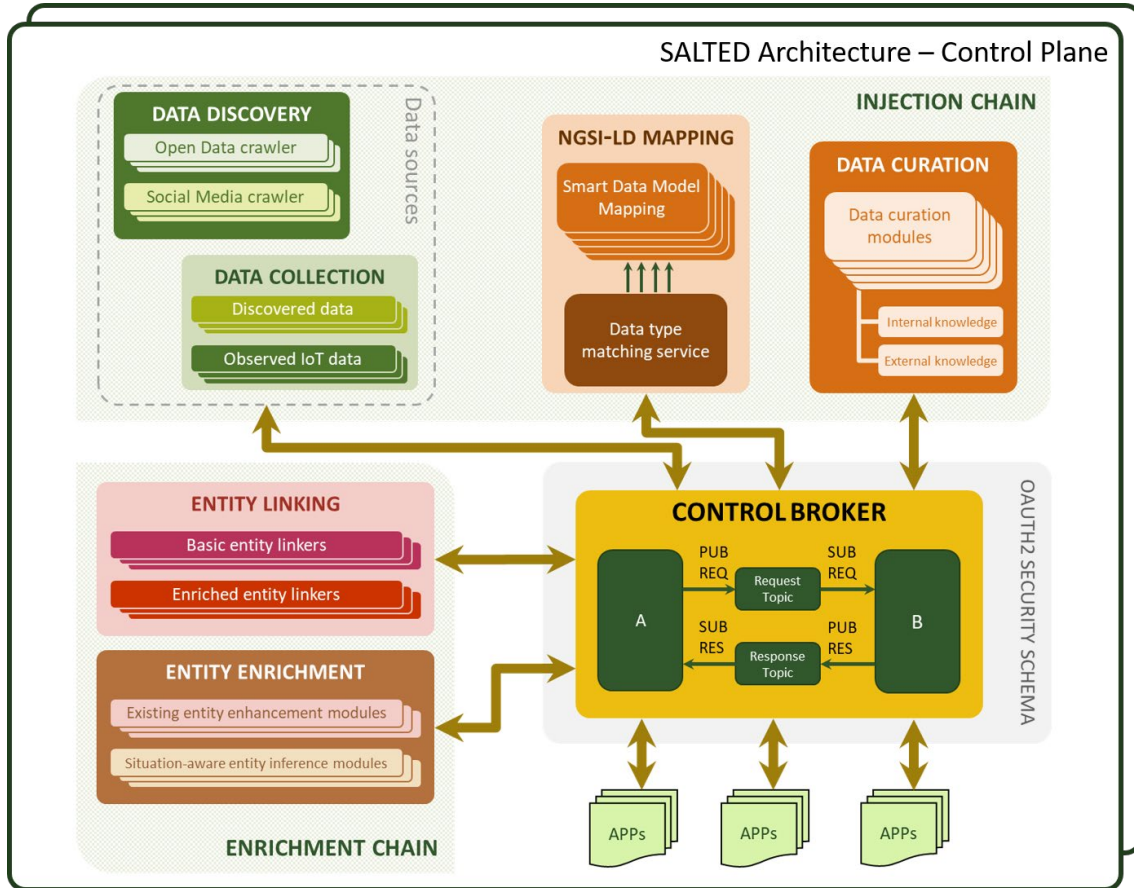 SALTED Architecture – Control Plane
INJECTION CHAIN
DATA DISCOVERY
Open Data crawler
Social Media crawler
Data sources
DATA COLLECTION
Discovered data
Observed IoT data
NGSI-LD MAPPING
Smart Data Model
Mapping
Data type
matching service
DATA CURATION
Data curation
modules
Internal knowledge
External knowledge
ENTITY LINKING
Basic entity linkers
Enriched entity linkers
ENTITY ENRICHMENT
Existing entity enhancement modules
Situation-aware entity inference modules
ENRICHMENT CHAIN
CONTROL BROKER
A
PUB
REQ
Request
Topic
SUB
REQ
SUB
RES
Response
Topic
PUB
RES
B
OAUTH2 SECURITY SCHEMA
APPs
APPs
APPs